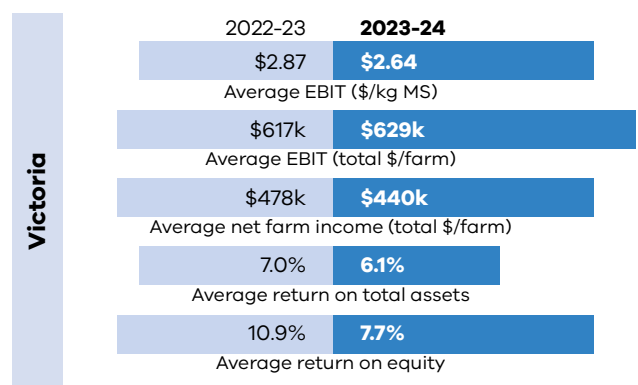 Victoria
2022-23 2023-24
$2.87 $2.64
Average EBIT ($/kg MS)
$617k $629k
Average EBIT (total $/farm)
$478k $440k
Average net farm income (total $/farm)
7.0% 6.1%
Average return on total assets
10.9% 7.7%
Average return on equity